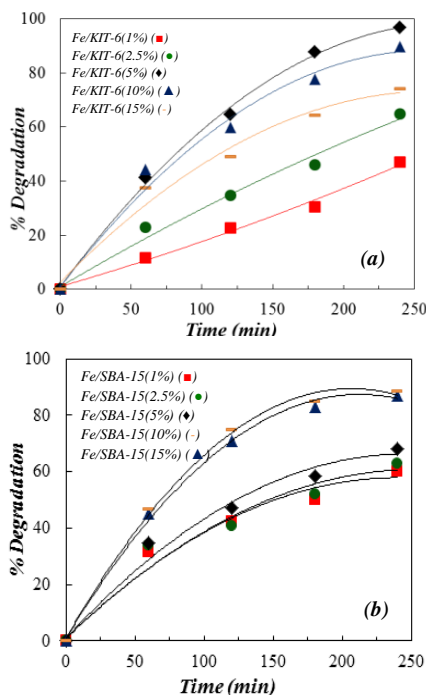 100
Fe/KIT-6(1%) (■)
Fe/KIT-6(2.5%) (●)
80
Fe/KIT-6(5%) (◆)
Fe/KIT-6(10%) (▲)
Fe/KIT-6(15%) (-)
60
40
20
0
% Degradation
(a)
0 50 100 150 200 250
Time (min)
100
Fe/SBA-15(1%) (■)
Fe/SBA-15(2.5%) (●)
Fe/SBA-15(5%) (◆)
80
Fe/SBA-15(10%) (-)
Fe/SBA-15(15%) (▲)
60
40
20
0
% Degradation
(b)
0 50 100 150 200 250
Time (min)